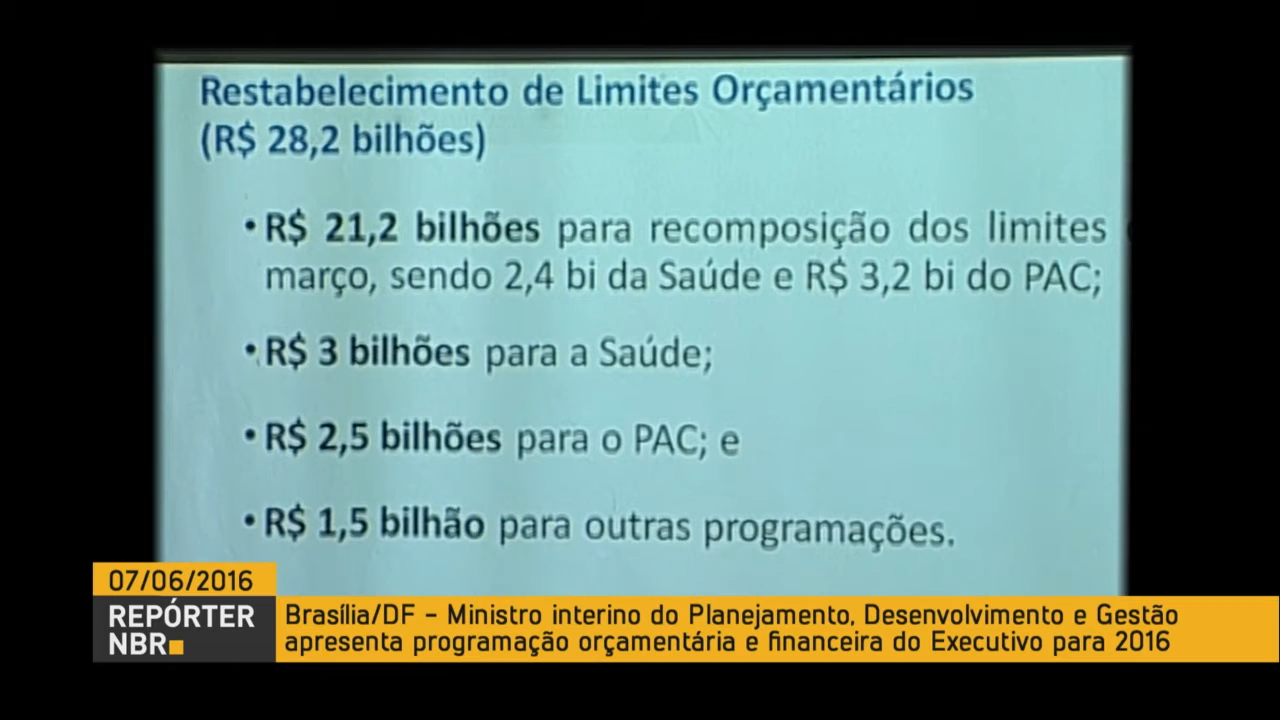 Restabelecimento de Limites Orçamentários
(R$ 28,2 bilhões)
• R$ 21,2 bilhões para recomposição dos limites
março, sendo 2,4 bi da Saúde e R$ 3,2 bi do PAC;
• R$ 3 bilhões para a Saúde;
• R$ 2,5 bilhões para o PAC; e
• R$ 1,5 bilhão para outras programações.
07/06/2016
REPÓRTER
NBR
Brasília/DF - Ministro interino do Planejamento, Desenvolvimento e Gestão
apresenta programação orçamentária e financeira do Executivo para 2016